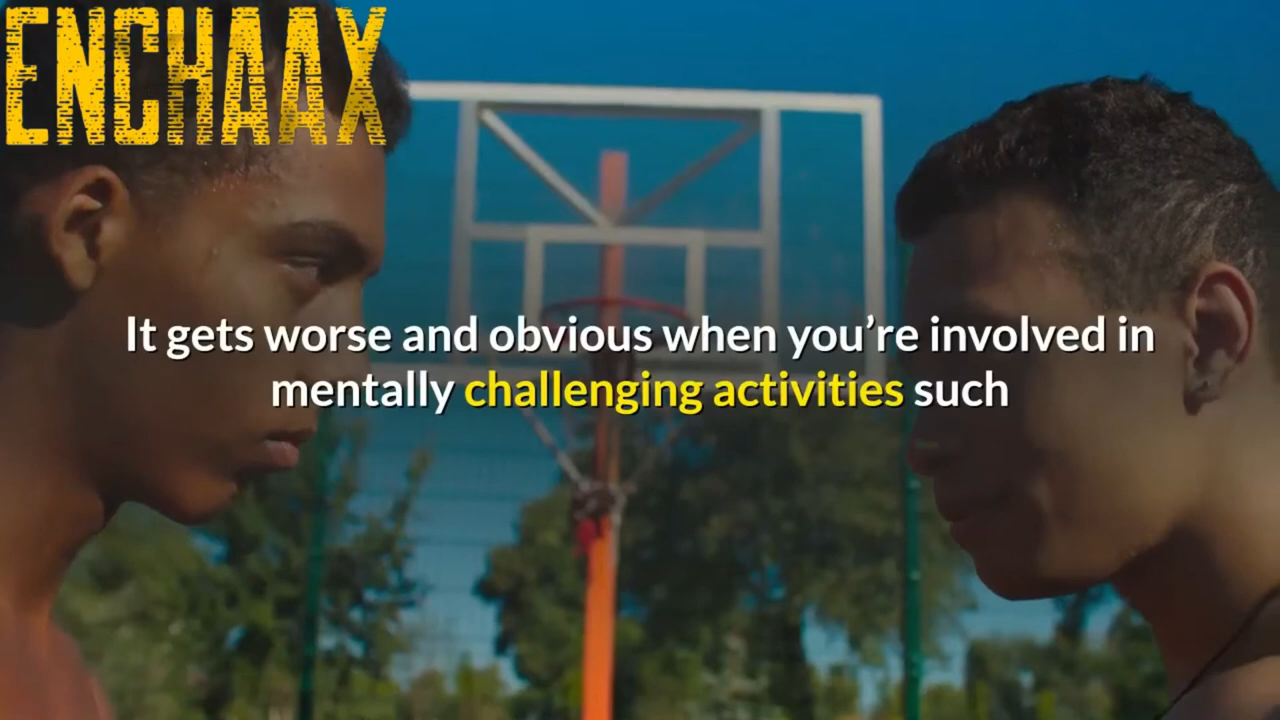 ENCHAAX
It gets worse and obvious when you’re involved in
mentally challenging activities such